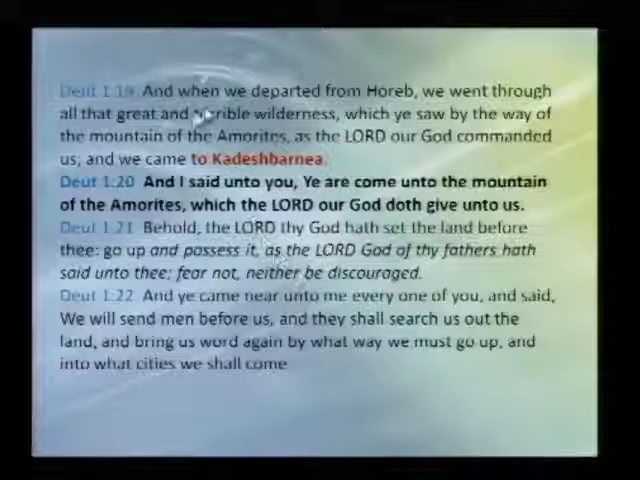 Deut 1:19 And when we departed from Horeb, we went through
all that great and terrible wilderness, which ye saw by the way of
the mountain of the Amorites, as the LORD our God commanded
us; and we came to Kadeshbarnea.
Deut 1:20 And I said unto you, Ye are come unto the mountain
of the Amorites, which the LORD our God doth give unto us.
Deut 1:21 Behold, the LORD thy God hath set the land before
thee: go up and possess it, as the LORD God of thy fathers hath
said unto thee; fear not, neither be discouraged.
Deut 1:22 And ye came near unto me every one of you, and said,
We will send men before us, and they shall search us out the
land, and bring us word again by what way we must go up, and
into what cities we shall come